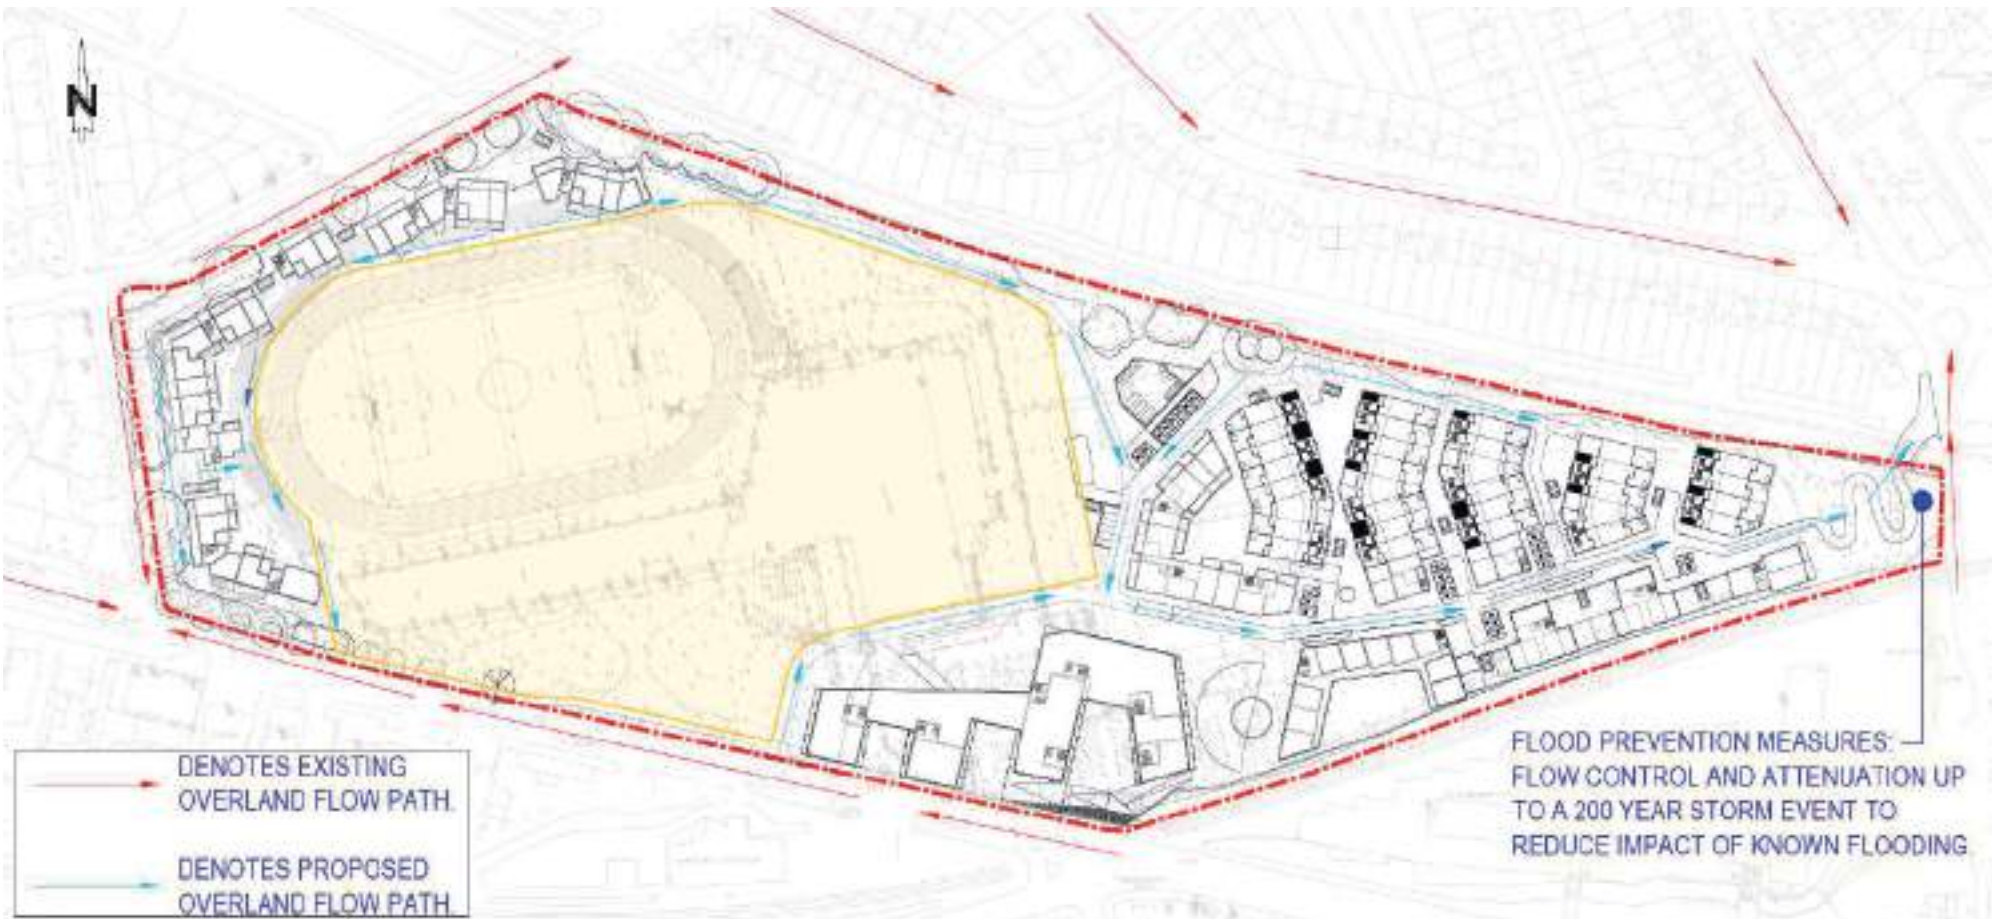 N
DENOTES EXISTING
OVERLAND FLOW PATH.
DENOTES PROPOSED
OVERLAND FLOW PATH.
FLOOD PREVENTION MEASURES:
FLOW CONTROL AND ATTENUATION UP
TO A 200 YEAR STORM EVENT TO
REDUCE IMPACT OF KNOWN FLOODING